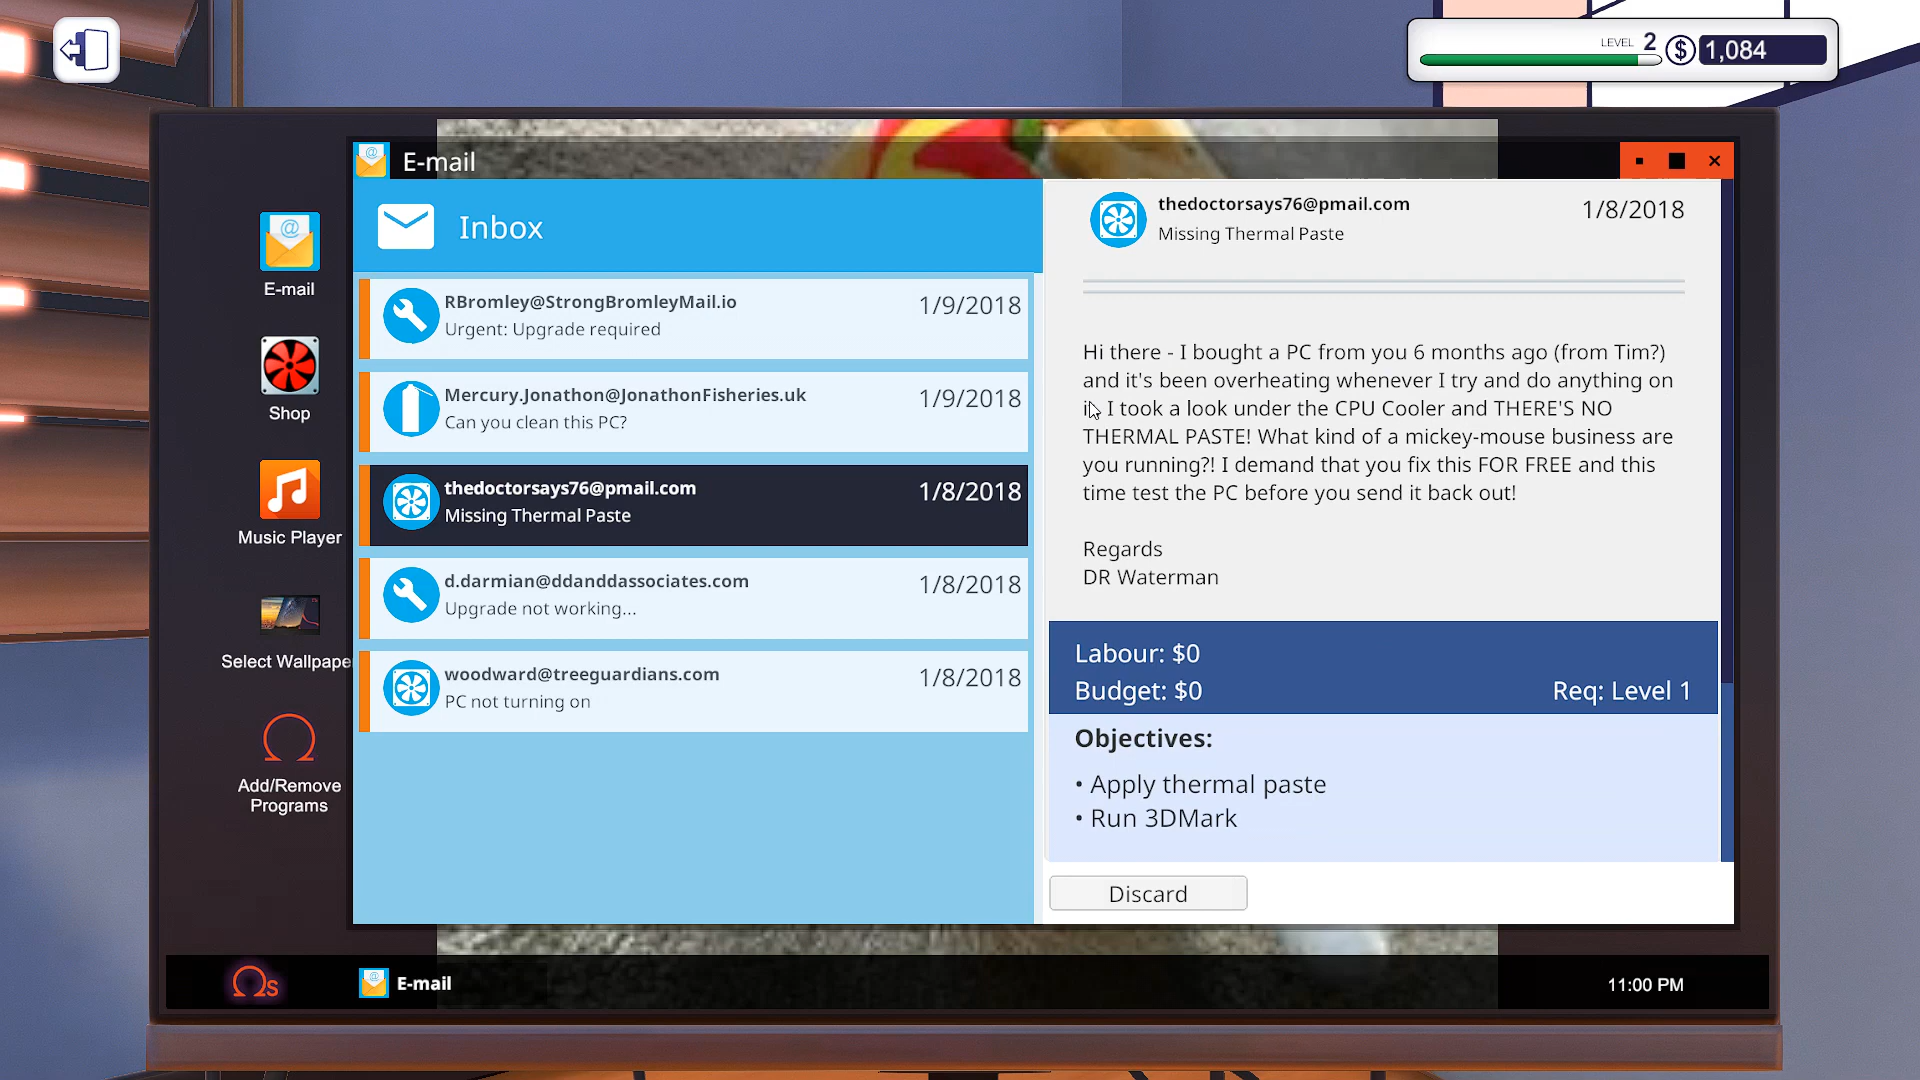 LEVEL 2 $ 1,084
E-mail
Inbox
RBromley@StrongBromleyMail.io 1/9/2018
Urgent: Upgrade required
Mercury.Jonathon@JonathonFisheries.uk 1/9/2018
Can you clean this PC?
thedoctorsays76@pmail.com 1/8/2018
Missing Thermal Paste
d.darmian@ddanddassociates.com 1/8/2018
Upgrade not working...
woodward@treeguardians.com 1/8/2018
PC not turning on
thedoctorsays76@pmail.com 1/8/2018
Missing Thermal Paste
Hi there - I bought a PC from you 6 months ago (from Tim?)
and it's been overheating whenever I try and do anything on
I took a look under the CPU Cooler and THERE'S NO
THERMAL PASTE! What kind of a mickey-mouse business are
you running?! I demand that you fix this FOR FREE and this
time test the PC before you send it back out!
Regards
DR Waterman
Labour: $0
Budget: $0 Req: Level 1
Objectives:
• Apply thermal paste
• Run 3DMark
Discard
E-mail
Shop
Music Player
Select Wallpape
Add/Remove
Programs
Ωs
E-mail
11:00 PM